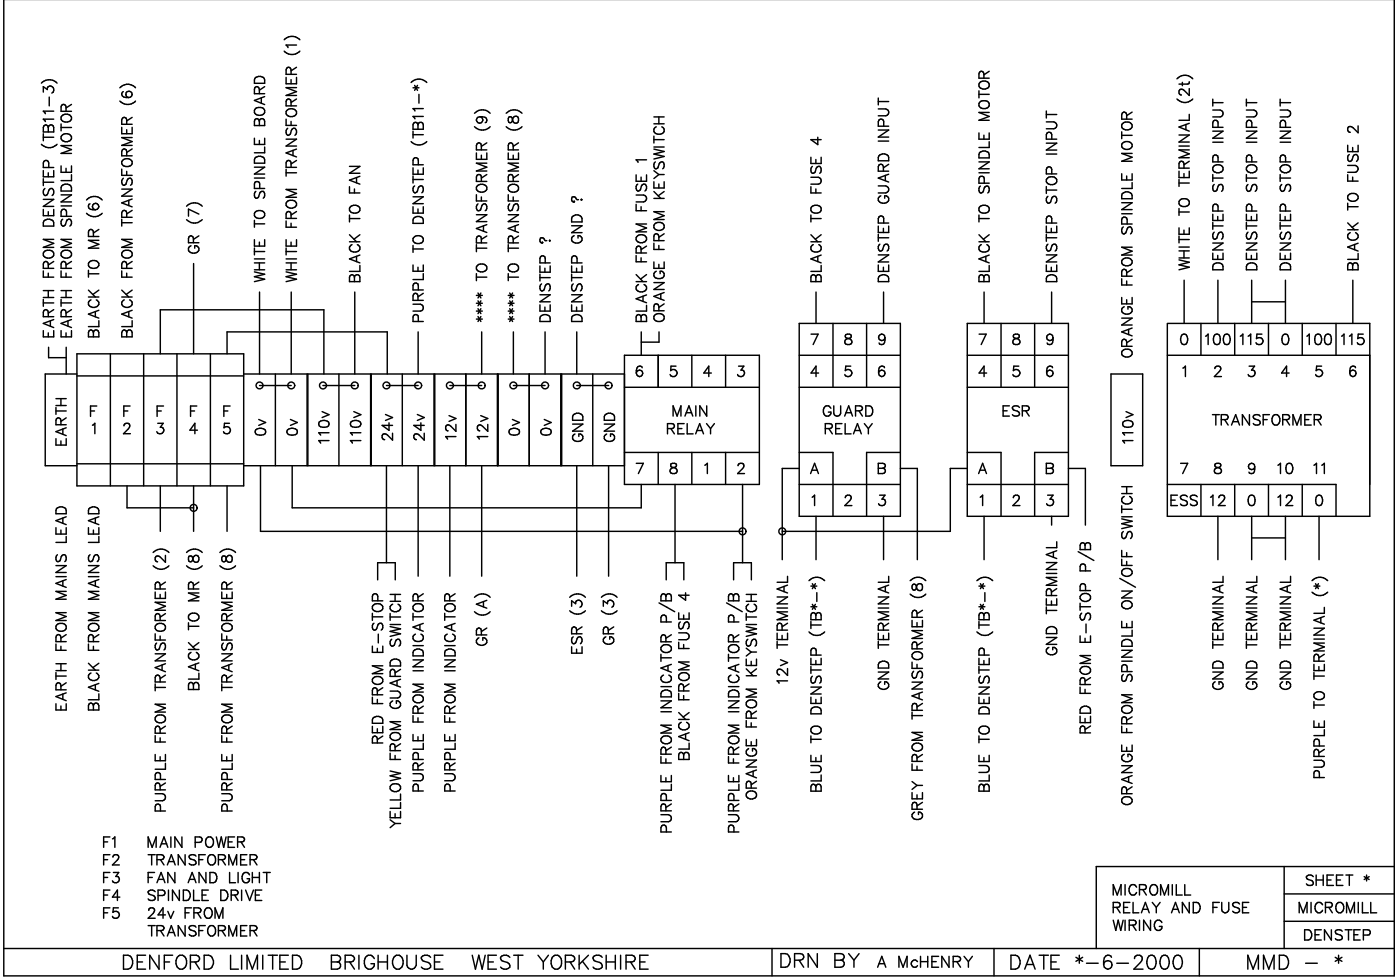 EARTH FROM DENSTEP (TB11-3)
EARTH FROM SPINDLE MOTOR
BLACK TO MR (6)
BLACK FROM TRANSFORMER (6)
GR (7)
WHITE TO SPINDLE BOARD
WHITE FROM TRANSFORMER (1)
BLACK TO FAN
PURPLE TO DENSTEP (TB11-*)
**** TO TRANSFORMER (9)
**** TO TRANSFORMER (8)
DENSTEP ?
DENSTEP GND ?
BLACK FROM FUSE 1
ORANGE FROM KEYSWITCH
BLACK TO FUSE 4
DENSTEP GUARD INPUT
BLACK TO SPINDLE MOTOR
DENSTEP STOP INPUT
ORANGE FROM SPINDLE MOTOR
WHITE TO TERMINAL (2t)
DENSTEP STOP INPUT
DENSTEP STOP INPUT
DENSTEP STOP INPUT
BLACK TO FUSE 2
EARTH
F 1
F 2
F 3
F 4
F 5
0v
0v
110v
110v
24v
24v
12v
12v
0v
0v
GND
GND
6 5 4 3
MAIN
RELAY
7 8 1 2
7 8 9
4 5 6
GUARD
RELAY
A B
1 2 3
7 8 9
4 5 6
ESR
A B
1 2 3
110v
0 100 115 0 100 115
1 2 3 4 5 6
TRANSFORMER
7 8 9 10 11
ESS 12 0 12 0
EARTH FROM MAINS LEAD
BLACK FROM MAINS LEAD
PURPLE FROM TRANSFORMER (2)
BLACK TO MR (8)
PURPLE FROM TRANSFORMER (8)
RED FROM E-STOP
YELLOW FROM GUARD SWITCH
PURPLE FROM INDICATOR
PURPLE FROM INDICATOR
GR (A)
ESR (3)
GR (3)
PURPLE FROM INDICATOR P/B
BLACK FROM FUSE 4
PURPLE FROM INDICATOR P/B
ORANGE FROM KEYSWITCH
12v TERMINAL
BLUE TO DENSTEP (TB*-*)
GND TERMINAL
GREY FROM TRANSFORMER (8)
BLUE TO DENSTEP (TB*-*)
GND TERMINAL
RED FROM E-STOP P/B
ORANGE FROM SPINDLE ON/OFF SWITCH
GND TERMINAL
GND TERMINAL
GND TERMINAL
PURPLE TO TERMINAL (*)
F1 MAIN POWER
F2 TRANSFORMER
F3 FAN AND LIGHT
F4 SPINDLE DRIVE
F5 24v FROM
TRANSFORMER
MICROMILL
RELAY AND FUSE
WIRING
SHEET *
MICROMILL
DENSTEP
DENFORD LIMITED BRIGHOUSE WEST YORKSHIRE
DRN BY A McHENRY
DATE *-6-2000
MMD - *